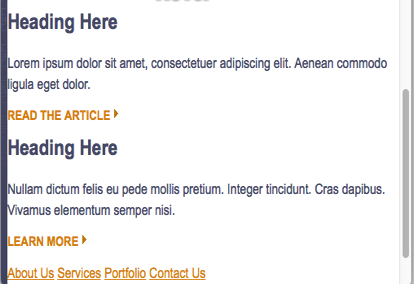 Heading Here
Lorem ipsum dolor sit amet, consectetuer adipiscing elit. Aenean commodo
ligula eget dolor.
READ THE ARTICLE
Heading Here
Nullam dictum felis eu pede mollis pretium. Integer tincidunt. Cras dapibus.
Vivamus elementum semper nisi.
LEARN MORE
About Us Services Portfolio Contact Us